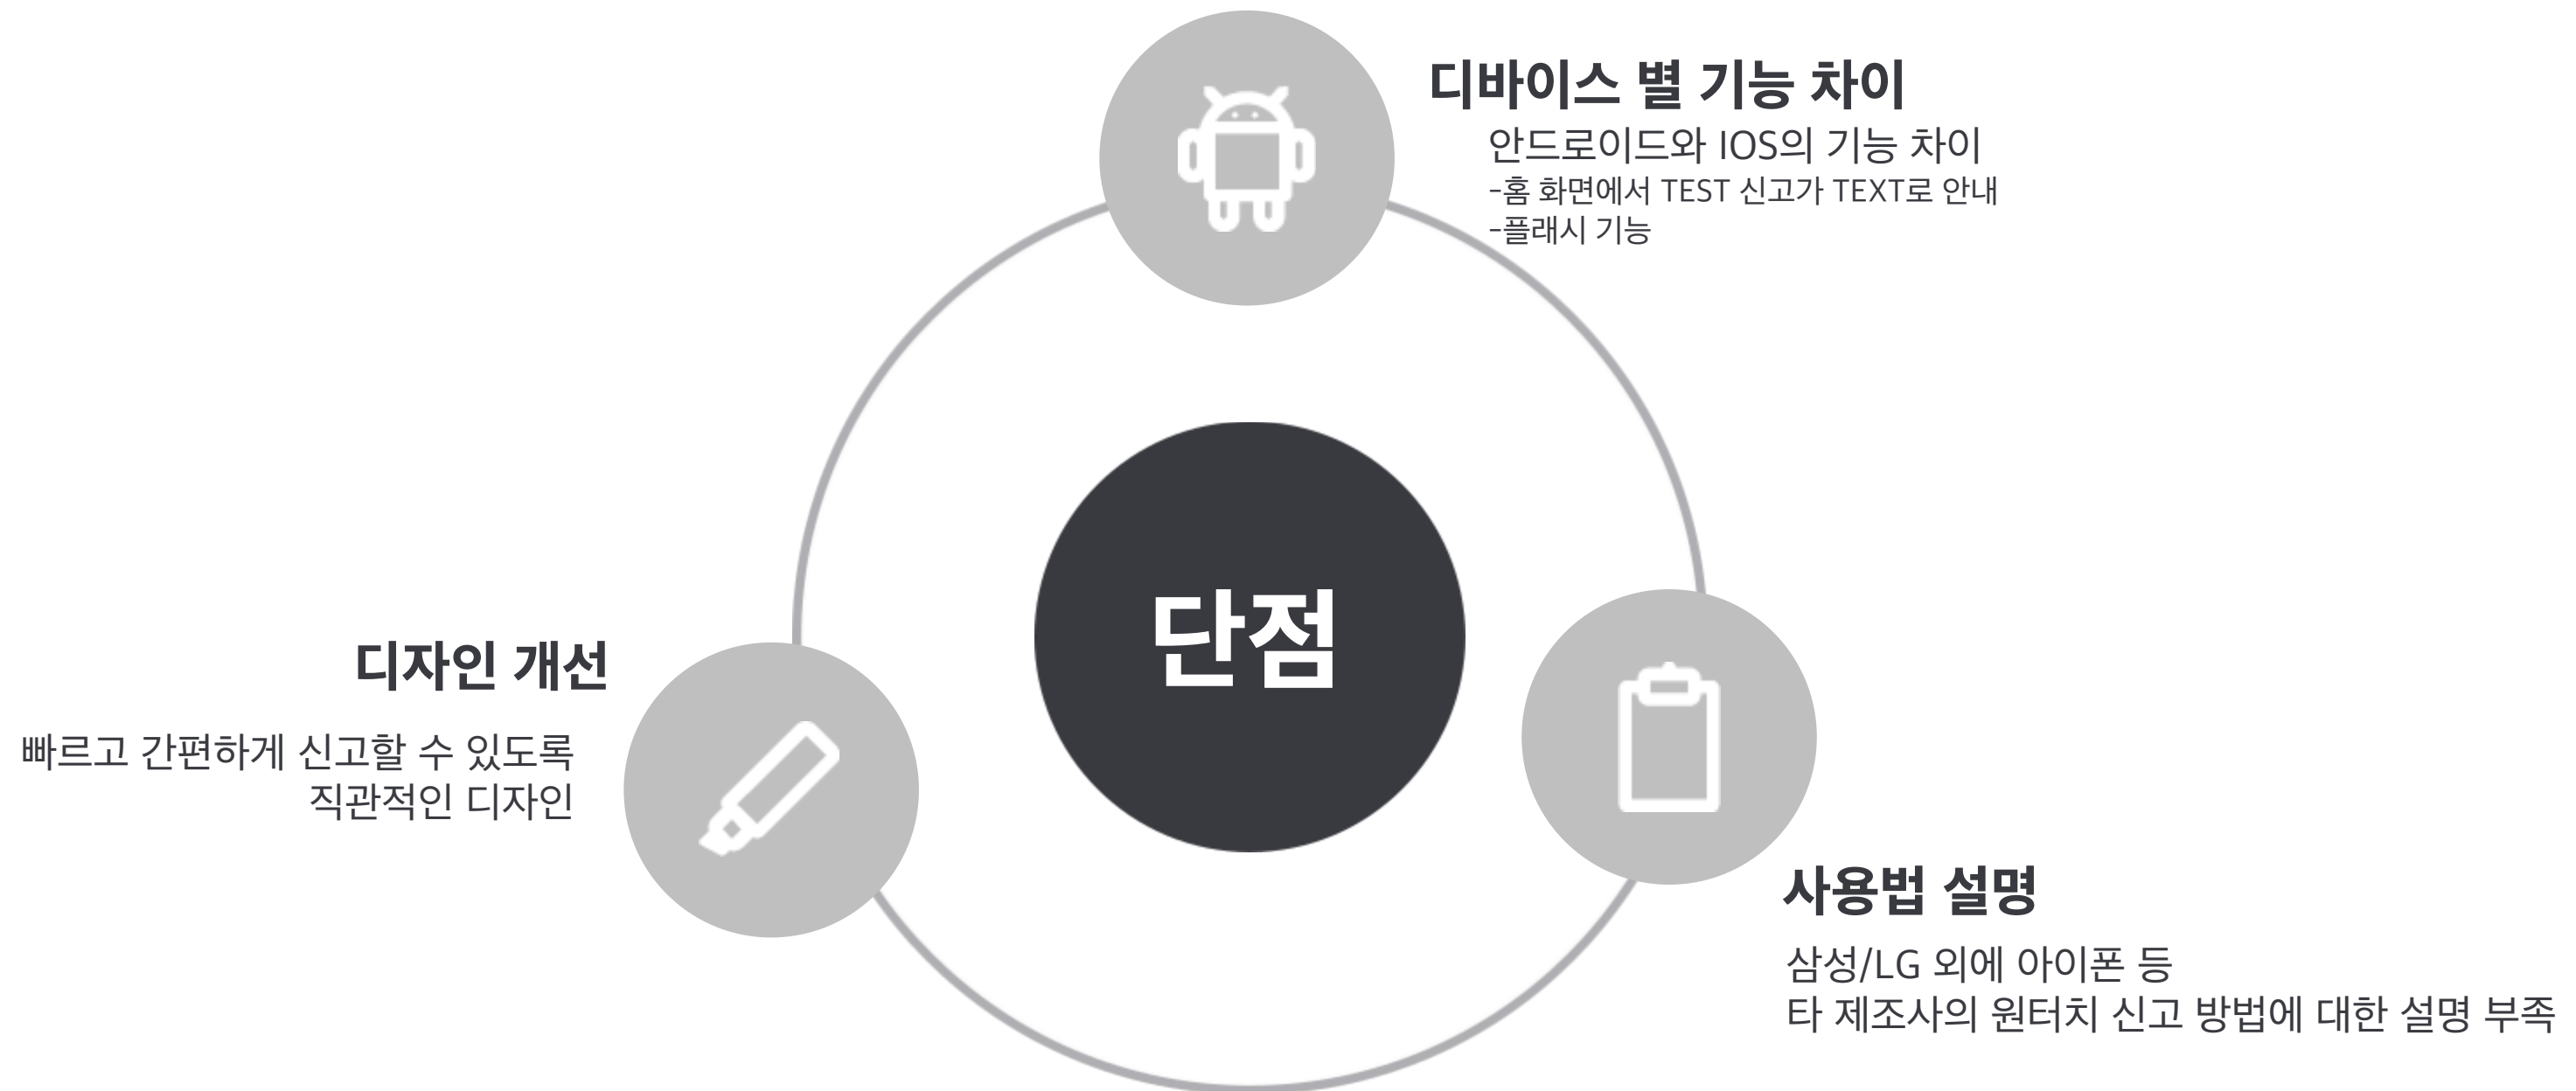 디바이스 별 기능 차이
안드로이드와 IOS의 기능 차이
-홈 화면에서 TEST 신고가 TEXT로 안내
-플래시 기능
단점
디자인 개선
빠르고 간편하게 신고할 수 있도록
직관적인 디자인
사용법 설명
삼성/LG 외에 아이폰 등
타 제조사의 원터치 신고 방법에 대한 설명 부족